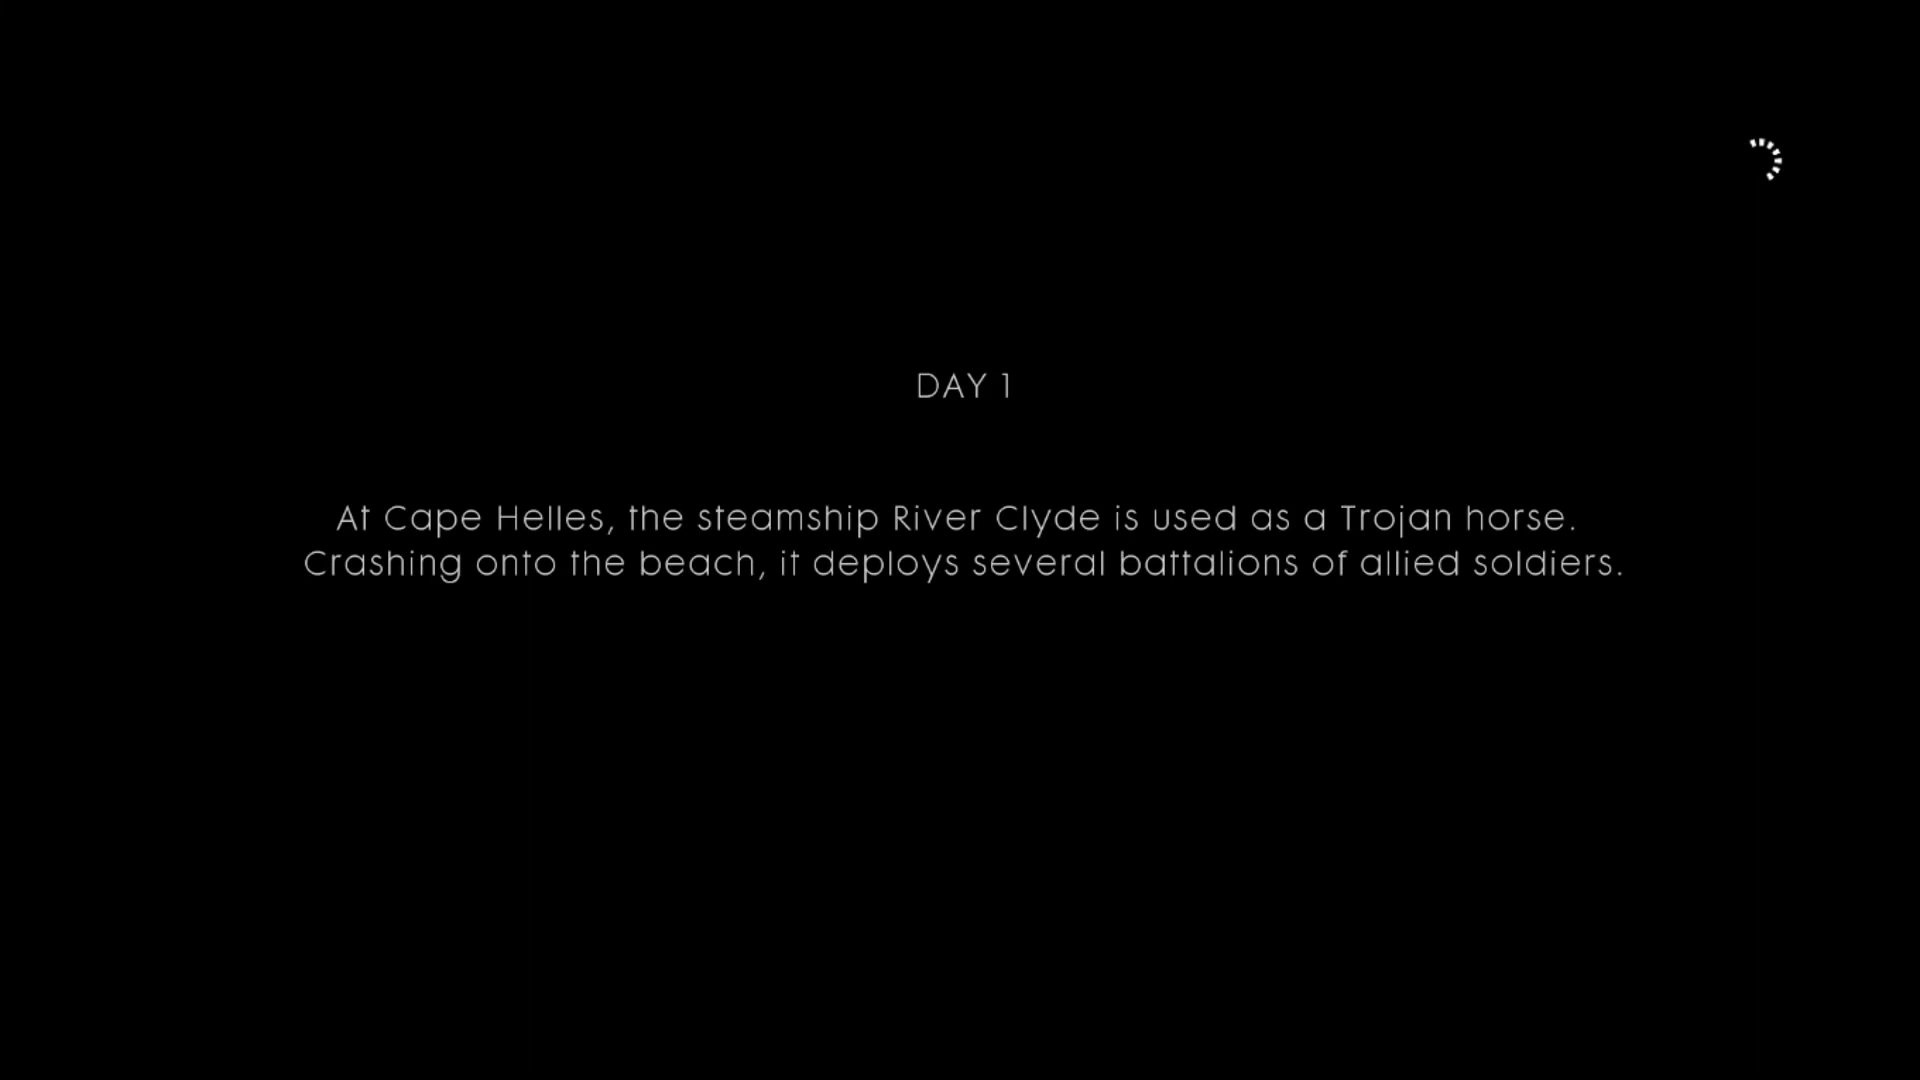 DAY 1
At Cape Helles, the steamship River Clyde is used as a Trojan horse.
Crashing onto the beach, it deploys several battalions of allied soldiers.